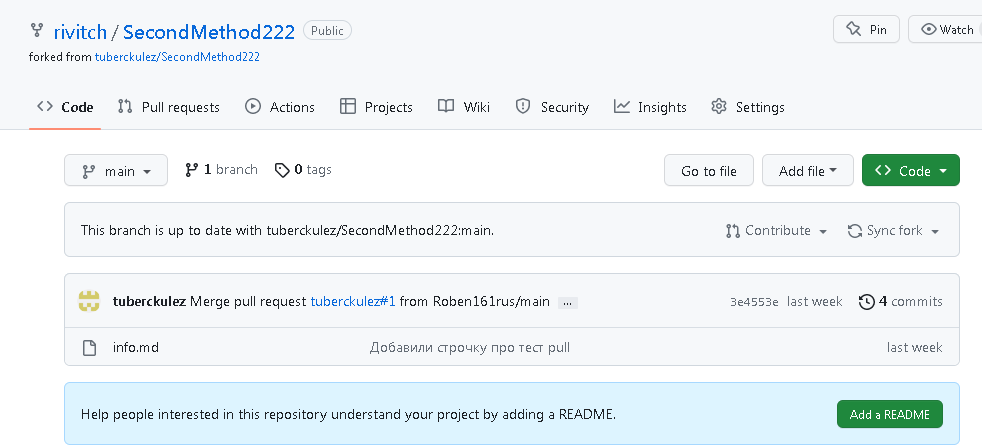 rivitch / SecondMethod222 Public Pin Watch
forked from tuberckulez/SecondMethod222
Code Pull requests Actions Projects Wiki Security Insights Settings
main 1 branch 0 tags Go to file Add file Code
This branch is up to date with tuberckulez/SecondMethod222:main. Contribute Sync fork
tuberckulez Merge pull request tuberckulez#1 from Roben161rus/main ... 3e4553e last week 4 commits
info.md Добавили строчку про тест pull last week
Help people interested in this repository understand your project by adding a README. Add a README